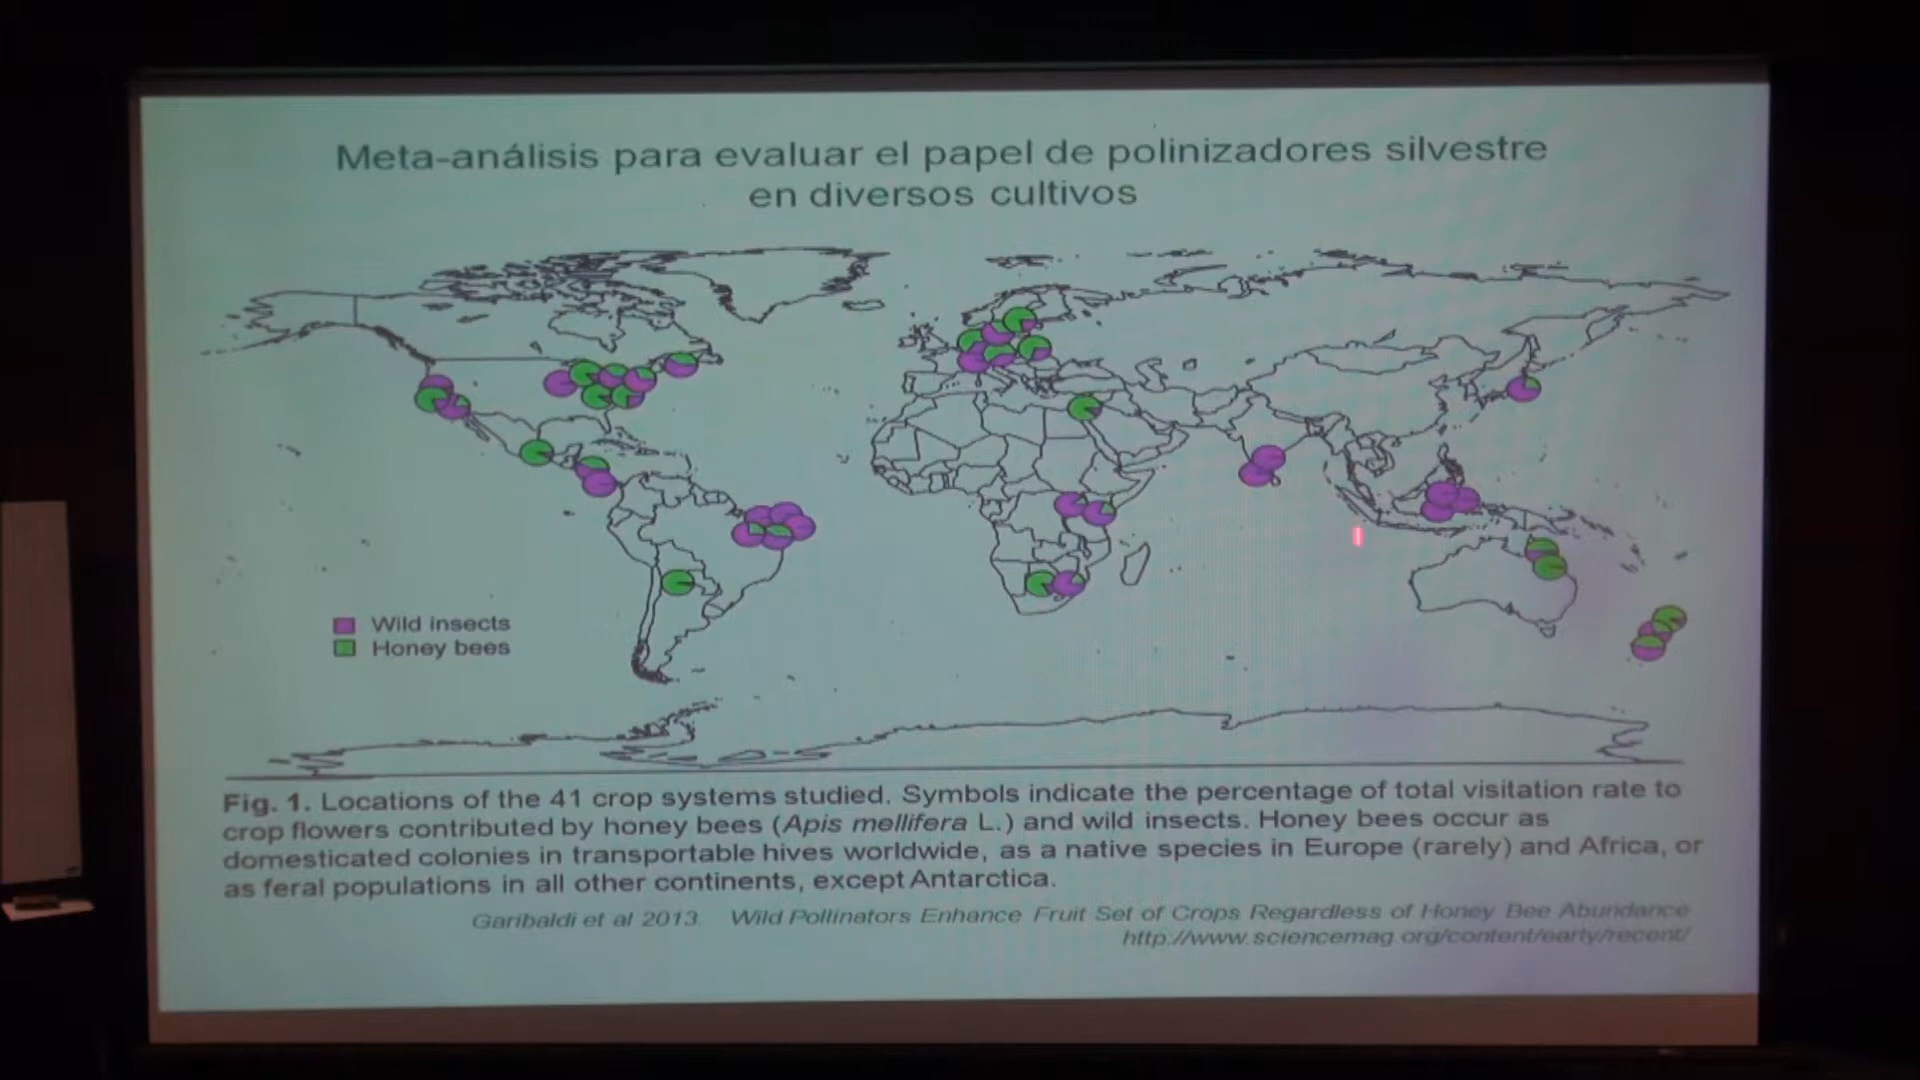 Meta-análisis para evaluar el papel de polinizadores silvestre
en diversos cultivos
Wild insects
Honey bees
Fig. 1. Locations of the 41 crop systems studied. Symbols indicate the percentage of total visitation rate to
crop flowers contributed by honey bees (Apis mellifera L.) and wild insects. Honey bees occur as
domesticated colonies in transportable hives worldwide, as a native species in Europe (rarely) and Africa, or
as feral populations in all other continents, except Antarctica.
Garibaldi et al 2013. Wild Pollinators Enhance Fruit Set of Crops Regardless of Honey Bee Abundance
http://www.sciencemag.org/content/early/recent/